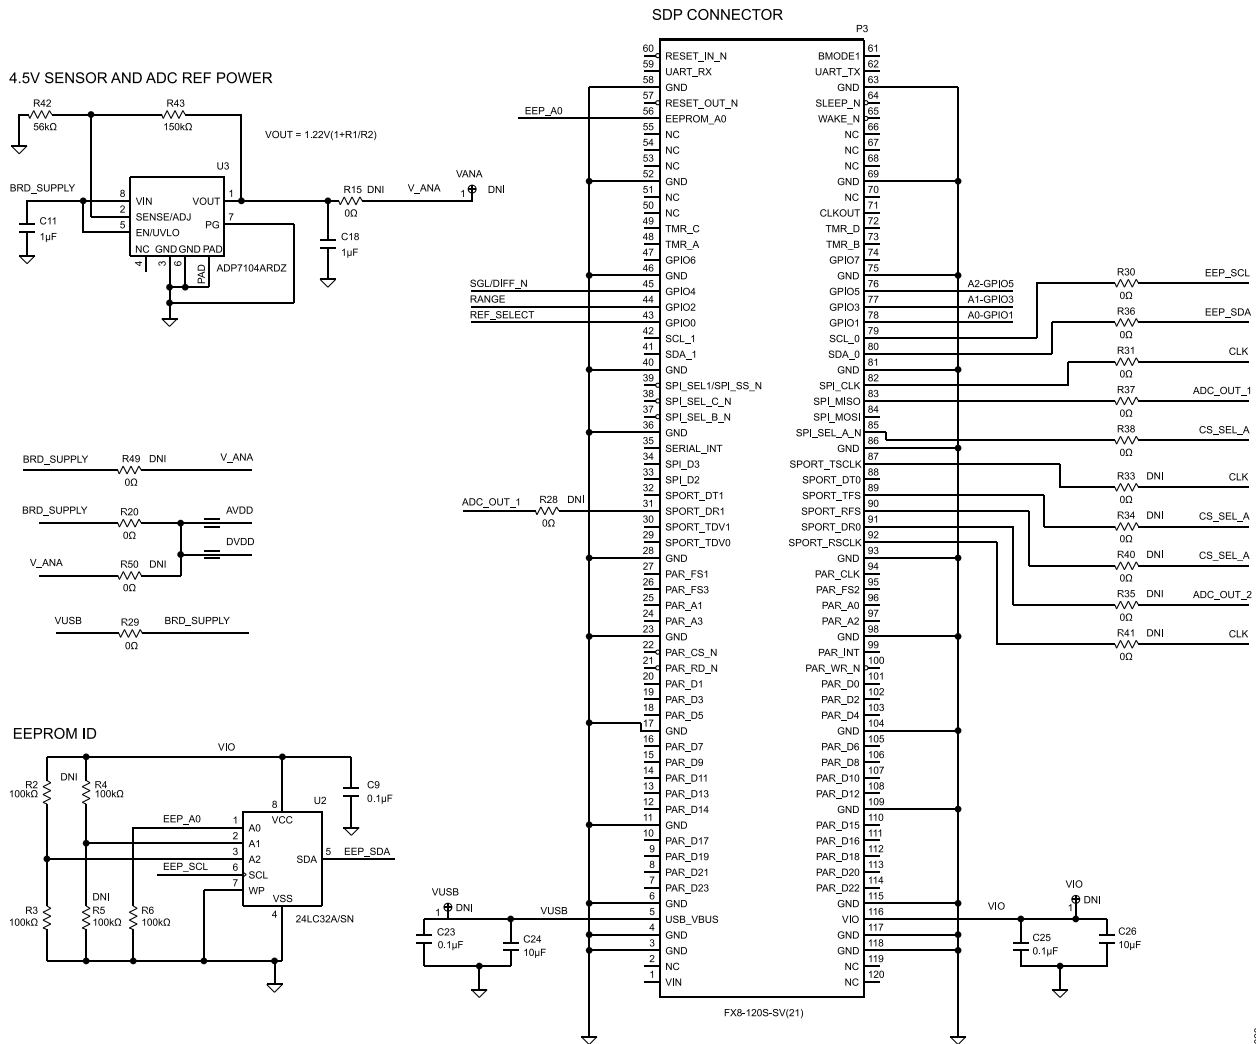 SDP CONNECTOR
P3
4.5V SENSOR AND ADC REF POWER
R42
56kΩ
R43
150kΩ
VOUT = 1.22V(1+R1/R2)
U3
BRD_SUPPLY
8 VIN
2 SENSE/ADJ
5 EN/UVLO
VOUT 1
PG 7
NC GND GND PAD
4 3 6 PAD
ADP7104ARDZ
C11
1µF
C18
1µF
R15 DNI
0Ω
V_ANA
VANA
1 DNI
BRD_SUPPLY R49 DNI V_ANA
0Ω
BRD_SUPPLY R20 AVDD
0Ω
DVDD
V_ANA R50 DNI
0Ω
VUSB R29 BRD_SUPPLY
0Ω
EEPROM ID
VIO
R2
100kΩ
DNI R4
100kΩ
C9
0.1µF
U2
8
VCC
EEP_A0 1 A0
2 A1
3 A2
EEP_SCL 6 SCL
7 WP
SDA 5 EEP_SDA
VSS
4
24LC32A/SN
R3
100kΩ
DNI
R5
100kΩ
R6
100kΩ
60 RESET_IN_N
59 UART_RX
58 GND
57 RESET_OUT_N
EEP_A0 56 EEPROM_A0
55 NC
54 NC
53 NC
52 GND
51 NC
50 NC
49 TMR_C
48 TMR_A
47 GPIO6
46 GND
SGL/DIFF_N 45 GPIO4
RANGE 44 GPIO2
REF_SELECT 43 GPIO0
42 SCL_1
41 SDA_1
40 GND
39 SPI_SEL1/SPI_SS_N
38 SPI_SEL_C_N
37 SPI_SEL_B_N
36 GND
35 SERIAL_INT
34 SPI_D3
33 SPI_D2
32 SPORT_DT1
ADC_OUT_1 R28 DNI 31 SPORT_DR1
0Ω
30 SPORT_TDV1
29 SPORT_TDV0
28 GND
27 PAR_FS1
26 PAR_FS3
25 PAR_A1
24 PAR_A3
23 GND
22 PAR_CS_N
21 PAR_RD_N
20 PAR_D1
19 PAR_D3
18 PAR_D5
17 GND
16 PAR_D7
15 PAR_D9
14 PAR_D11
13 PAR_D13
12 PAR_D14
11 GND
10 PAR_D17
9 PAR_D19
8 PAR_D21
7 PAR_D23
6 GND
5 USB_VBUS
4 GND
3 GND
2 NC
1 VIN
VUSB
1 DNI
VUSB
C23
0.1µF
C24
10µF
BMODE1 61
UART_TX 62
GND 63
SLEEP_N 64
WAKE_N 65
NC 66
NC 67
NC 68
GND 69
NC 70
CLKOUT 71
TMR_D 72
TMR_B 73
GPIO7 74
GND 75
GPIO5 76 A2-GPIO5
GPIO3 77 A1-GPIO3
GPIO1 78 A0-GPIO1
SCL_0 79
SDA_0 80
GND 81
SPI_CLK 82
SPI_MISO 83
SPI_MOSI 84
SPI_SEL_A_N 85
GND 86
SPORT_TSCLK 87
SPORT_DT0 88
SPORT_TFS 89
SPORT_RFS 90
SPORT_DR0 91
SPORT_RSCLK 92
GND 93
PAR_CLK 94
PAR_FS2 95
PAR_A0 96
PAR_A2 97
GND 98
PAR_INT 99
PAR_WR_N 100
PAR_D0 101
PAR_D2 102
PAR_D4 103
GND 104
PAR_D6 105
PAR_D8 106
PAR_D10 107
PAR_D12 108
GND 109
PAR_D15 110
PAR_D16 111
PAR_D18 112
PAR_D20 113
PAR_D22 114
GND 115
VIO 116
GND 117
GND 118
NC 119
NC 120
FX8-120S-SV(21)
R30 EEP_SCL
0Ω
R36 EEP_SDA
0Ω
R31 CLK
0Ω
R37 ADC_OUT_1
0Ω
R38 CS_SEL_A
0Ω
R33 DNI CLK
0Ω
R34 DNI CS_SEL_A
0Ω
R40 DNI CS_SEL_A
0Ω
R35 DNI ADC_OUT_2
0Ω
R41 DNI CLK
0Ω
VIO
VIO
1 DNI
C25
0.1µF
C26
10µF